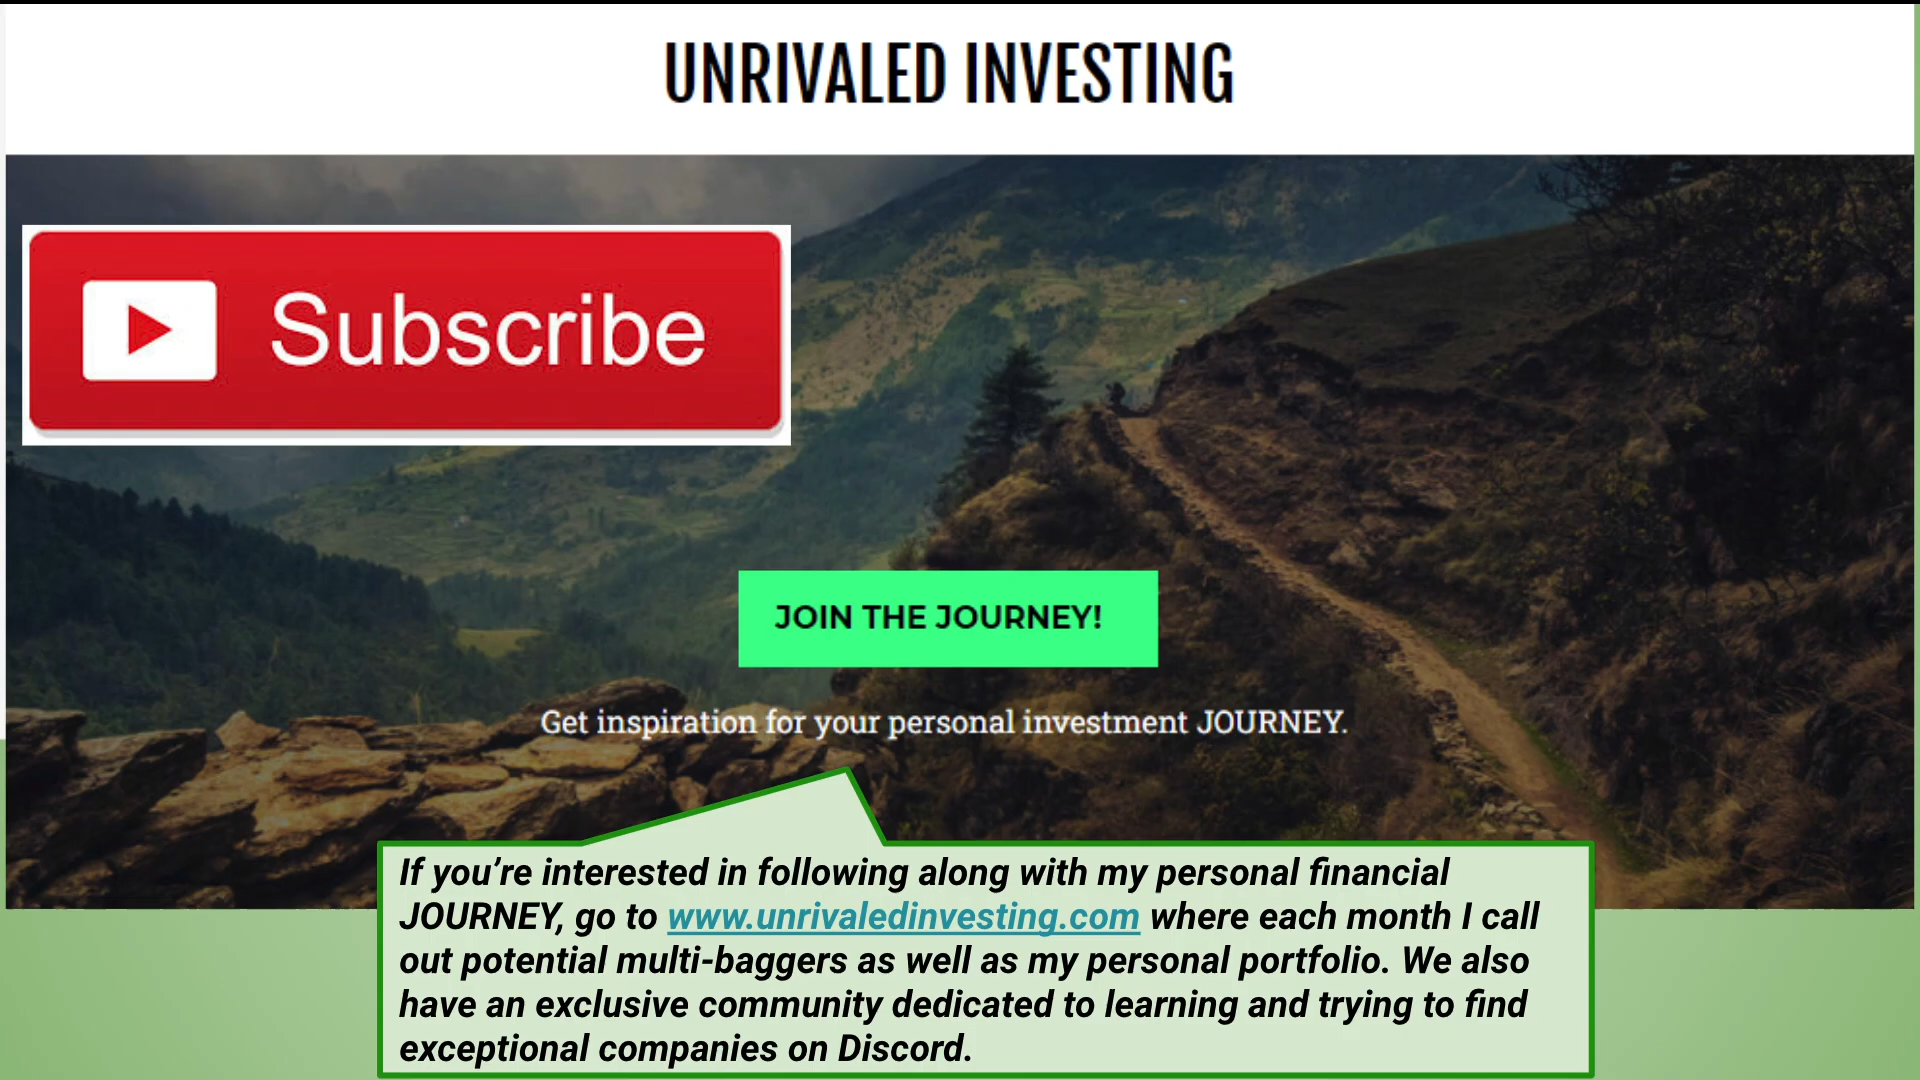 UNRIVALED INVESTING
Subscribe
JOIN THE JOURNEY!
Get inspiration for your personal investment JOURNEY.
If you’re interested in following along with my personal financial
JOURNEY, go to www.unrivaledinvesting.com where each month I call
out potential multi-baggers as well as my personal portfolio. We also
have an exclusive community dedicated to learning and trying to find
exceptional companies on Discord.